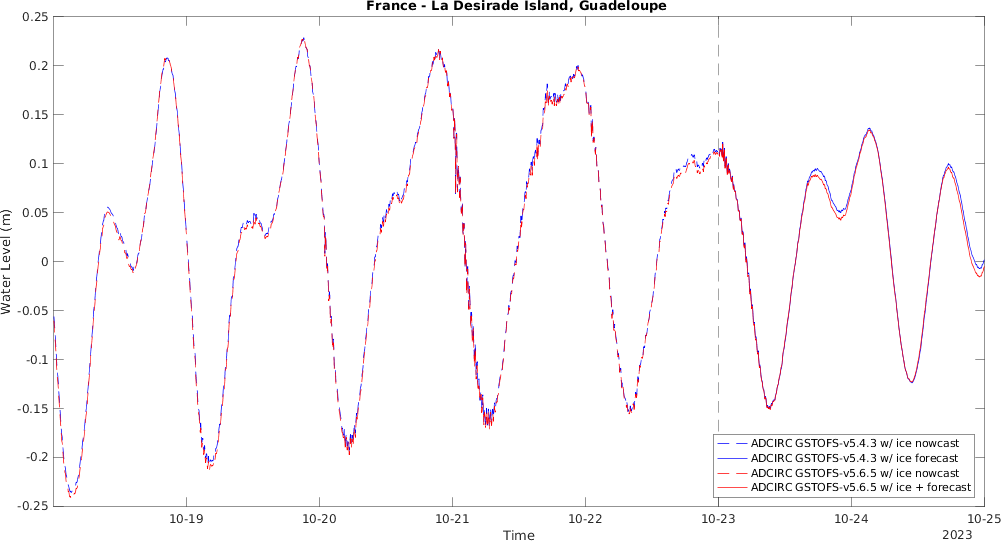 France - La Desirade Island, Guadeloupe
0.25
0.2
0.15
0.1
0.05
0
-0.05
-0.1
-0.15
-0.2
-0.25
Water Level (m)
10-19
10-20
10-21
10-22
10-23
10-24
10-25
Time
2023
ADCIRC GSTOFS-v5.4.3 w/ ice nowcast
ADCIRC GSTOFS-v5.4.3 w/ ice forecast
ADCIRC GSTOFS-v5.6.5 w/ ice nowcast
ADCIRC GSTOFS-v5.6.5 w/ ice + forecast